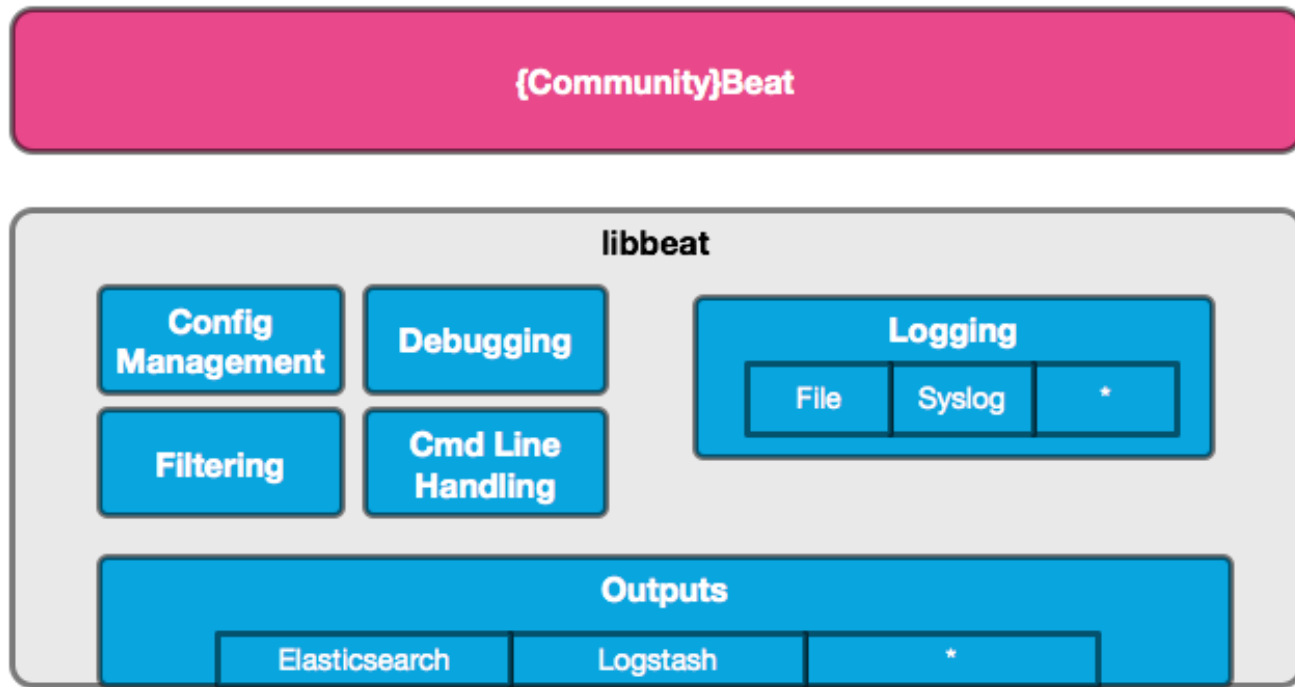 {Community}Beat
libbeat
Config
Management
Debugging
Logging
File Syslog *
Filtering
Cmd Line
Handling
Outputs
Elasticsearch Logstash *